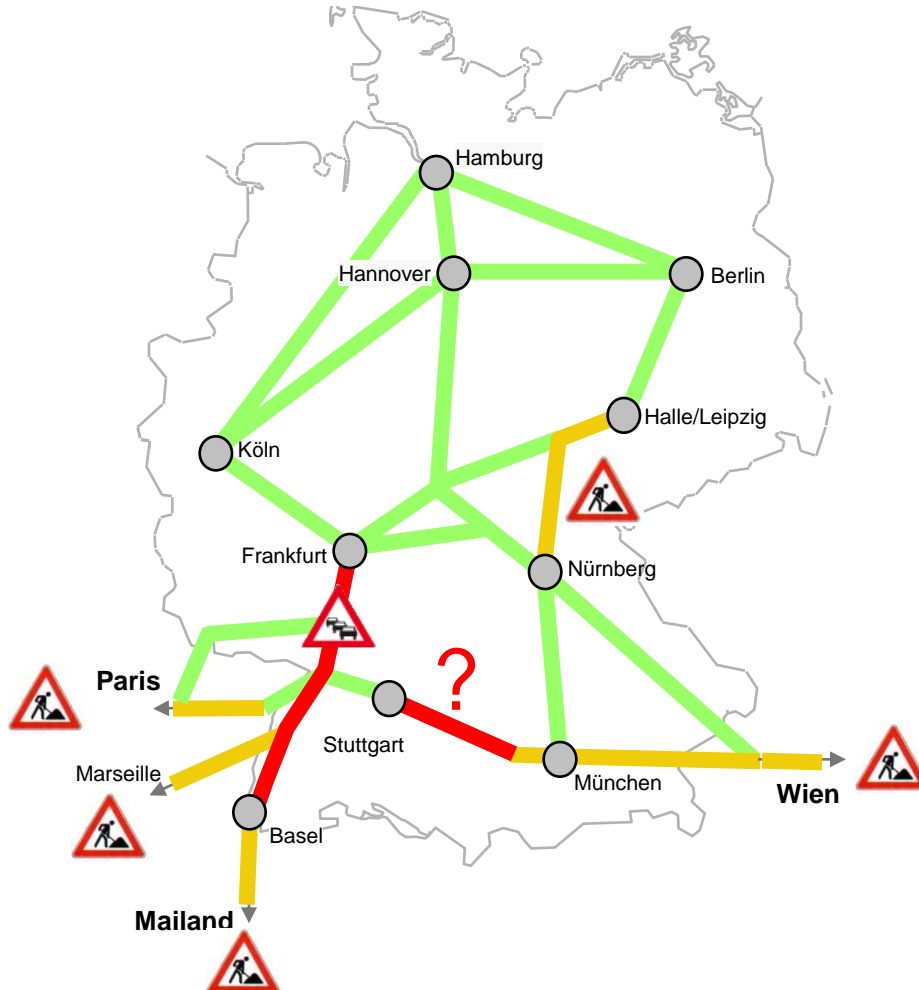 Hamburg
Hannover
Berlin
Halle/Leipzig
Köln
Frankfurt
Nürnberg
?
Paris
Stuttgart
Marseille
München
Wien
Basel
Mailand